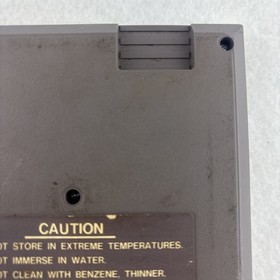 CAUTION
OT STORE IN EXTREME TEMPERATURES.
OT IMMERSE IN WATER.
OT CLEAN WITH BENZENE, THINNER.